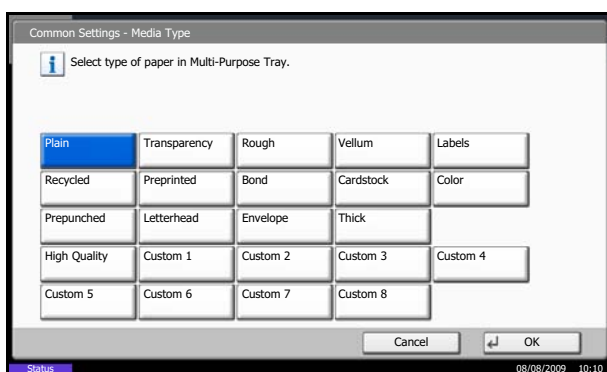 Common Settings - Media Type
i Select type of paper in Multi-Purpose Tray.
Plain Transparency Rough Vellum Labels
Recycled Preprinted Bond Cardstock Color
Prepunched Letterhead Envelope Thick
High Quality Custom 1 Custom 2 Custom 3 Custom 4
Custom 5 Custom 6 Custom 7 Custom 8
Cancel OK
Status 08/08/2009 10:10